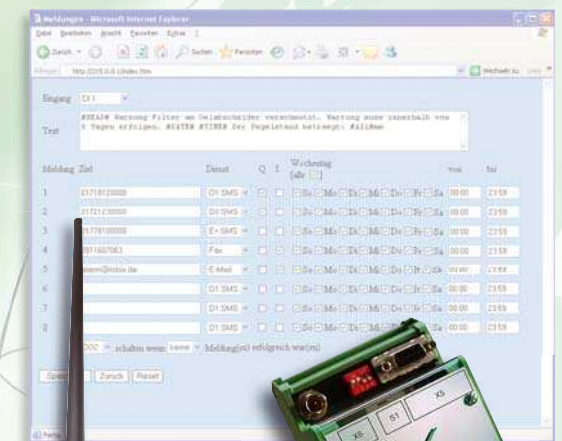 Meldungen - Microsoft Internet Explorer
Datei Bearbeiten Ansicht Favoriten Extras
Zurück Suchen Favoriten
Wechseln zu Links
Eingang DI 1
Text #HEAD# Warnung Filter am Oelabscheider verschmutzt. Wartung muss innerhalb von
5 Tagen erfolgen. #DATE# #TIME# Der Pegelstand betraegt:
Meldung Ziel Dienst Q I Wochentag [alle ] von bis
1 01718120000 D1 SMS So Mo Di Mi Do Fr Sa 00:00 23:59
2 01721230000 D2 SMS So Mo Di Mi Do Fr Sa 00:00 23:59
3 01778100000 E+ SMS So Mo Di Mi Do Fr Sa 00:00 23:59
4 Fax So Mo Di Mi Do Fr Sa 00:00 23:59
5 E-Mail So Mo Di Mi Do Fr Sa 00:00 23:59
6 D1 SMS So Mo Di Mi Do Fr Sa 00:00 23:59
7 D1 SMS So Mo Di Mi Do Fr Sa 00:00 23:59
8 D1 SMS So Mo Di Mi Do Fr Sa 00:00 23:59
DO2 schalten wenn keine Meldung(en) erfolgreich war(en)
Zurück Reset
Fertig
X6 S1 X5